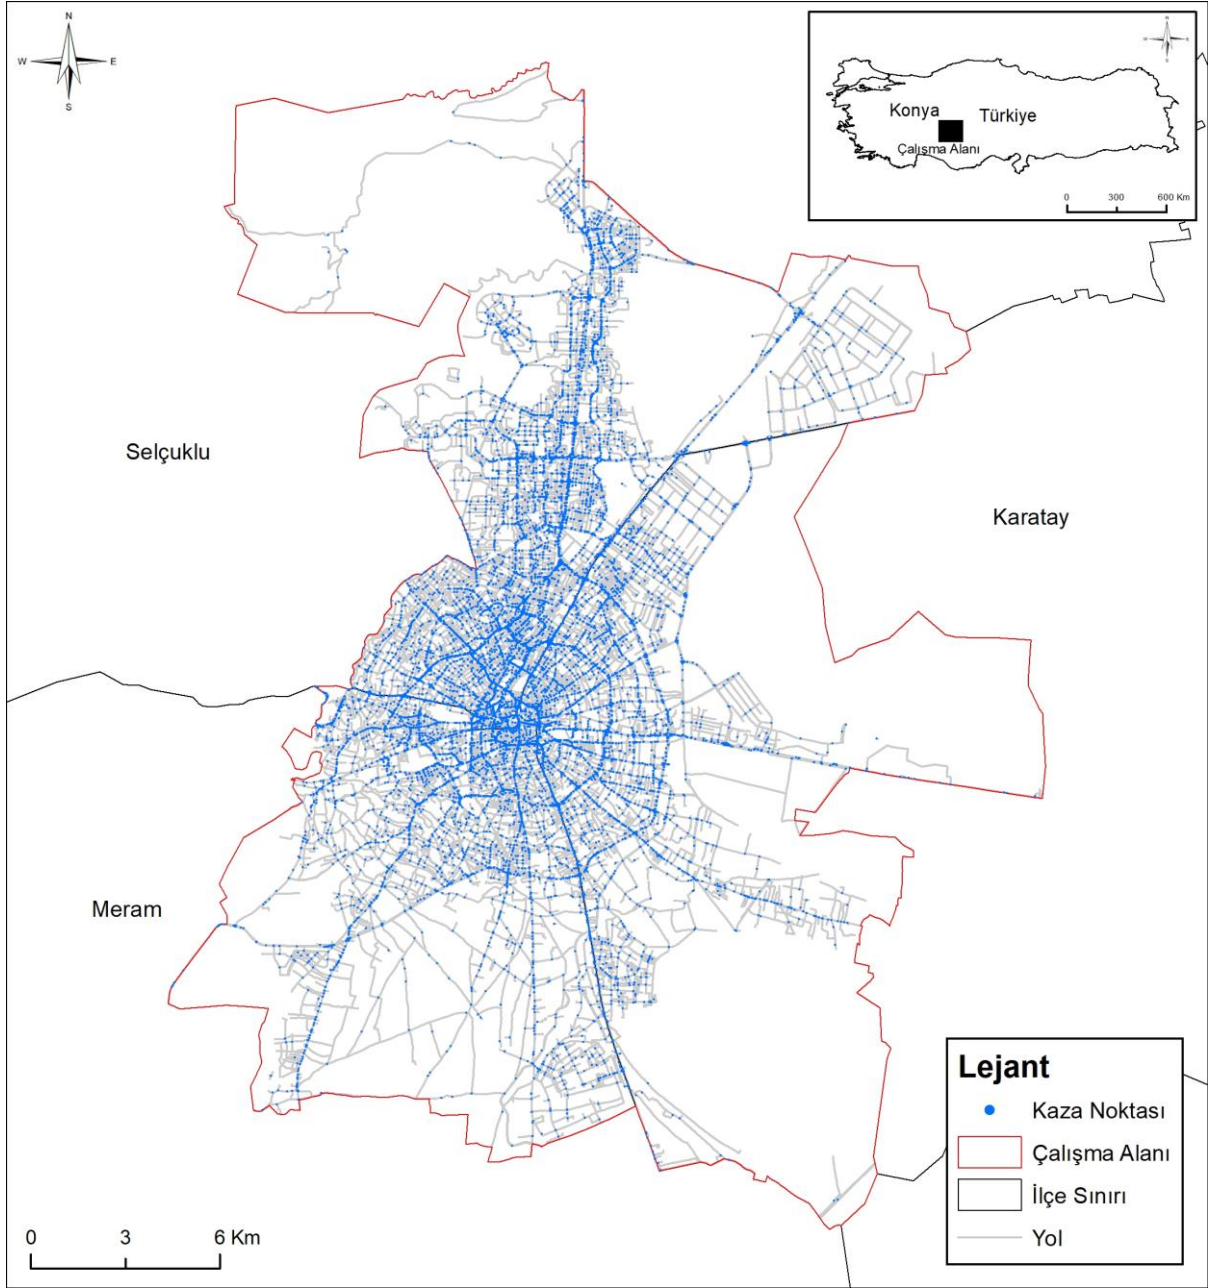 N
W
E
S
Konya
Türkiye
Çalışma Alanı
0 300 600 Km
Selçuklu
Karatay
Meram
Lejant
Kaza Noktası
Çalışma Alanı
İlçe Sınırı
Yol
0 3 6 Km